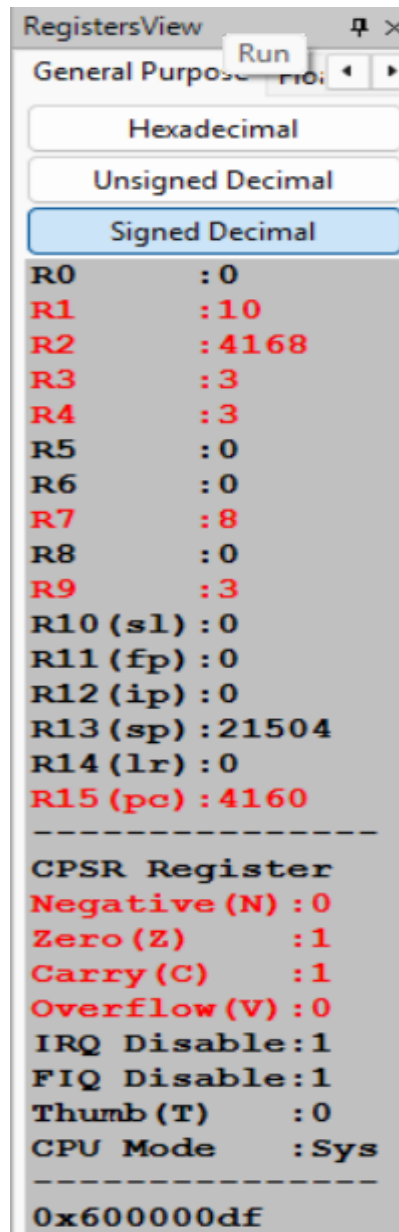 RegistersView
Run
General Purpose
Hexadecimal
Unsigned Decimal
Signed Decimal
R0 :0
R1 :10
R2 :4168
R3 :3
R4 :3
R5 :0
R6 :0
R7 :8
R8 :0
R9 :3
R10(sl):0
R11(fp):0
R12(ip):0
R13(sp):21504
R14(lr):0
R15(pc):4160
----------------
CPSR Register
Negative(N):0
Zero(Z) :1
Carry(C) :1
Overflow(V):0
IRQ Disable:1
FIQ Disable:1
Thumb(T) :0
CPU Mode :Sys
----------------
0x600000df